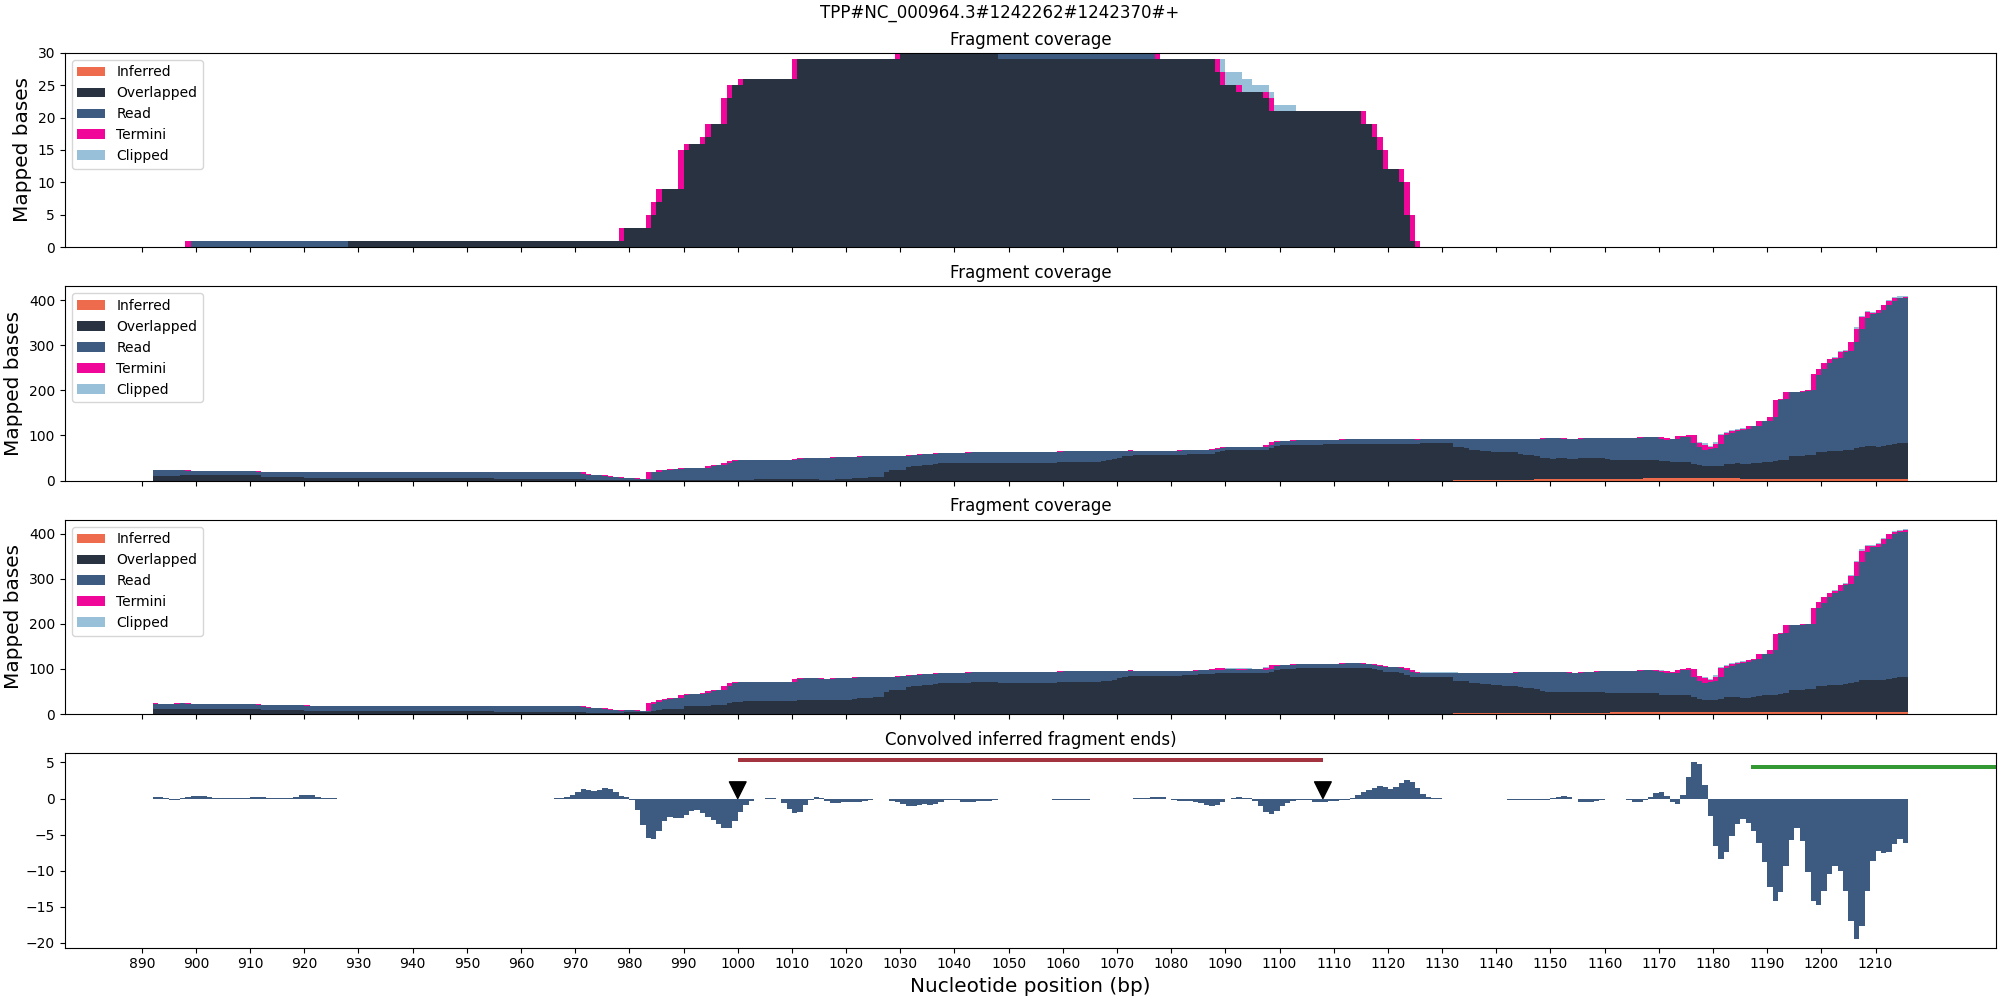 TPP#NC_000964.3#1242262#1242370#+
Fragment coverage
Mapped bases
30
25
20
15
10
5
0
Inferred
Overlapped
Read
Termini
Clipped
Fragment coverage
Mapped bases
400
300
200
100
0
Inferred
Overlapped
Read
Termini
Clipped
Fragment coverage
Mapped bases
400
300
200
100
0
Inferred
Overlapped
Read
Termini
Clipped
Convolved inferred fragment ends)
5
0
−5
−10
−15
−20
890 900 910 920 930 940 950 960 970 980 990 1000 1010 1020 1030 1040 1050 1060 1070 1080 1090 1100 1110 1120 1130 1140 1150 1160 1170 1180 1190 1200 1210
Nucleotide position (bp)